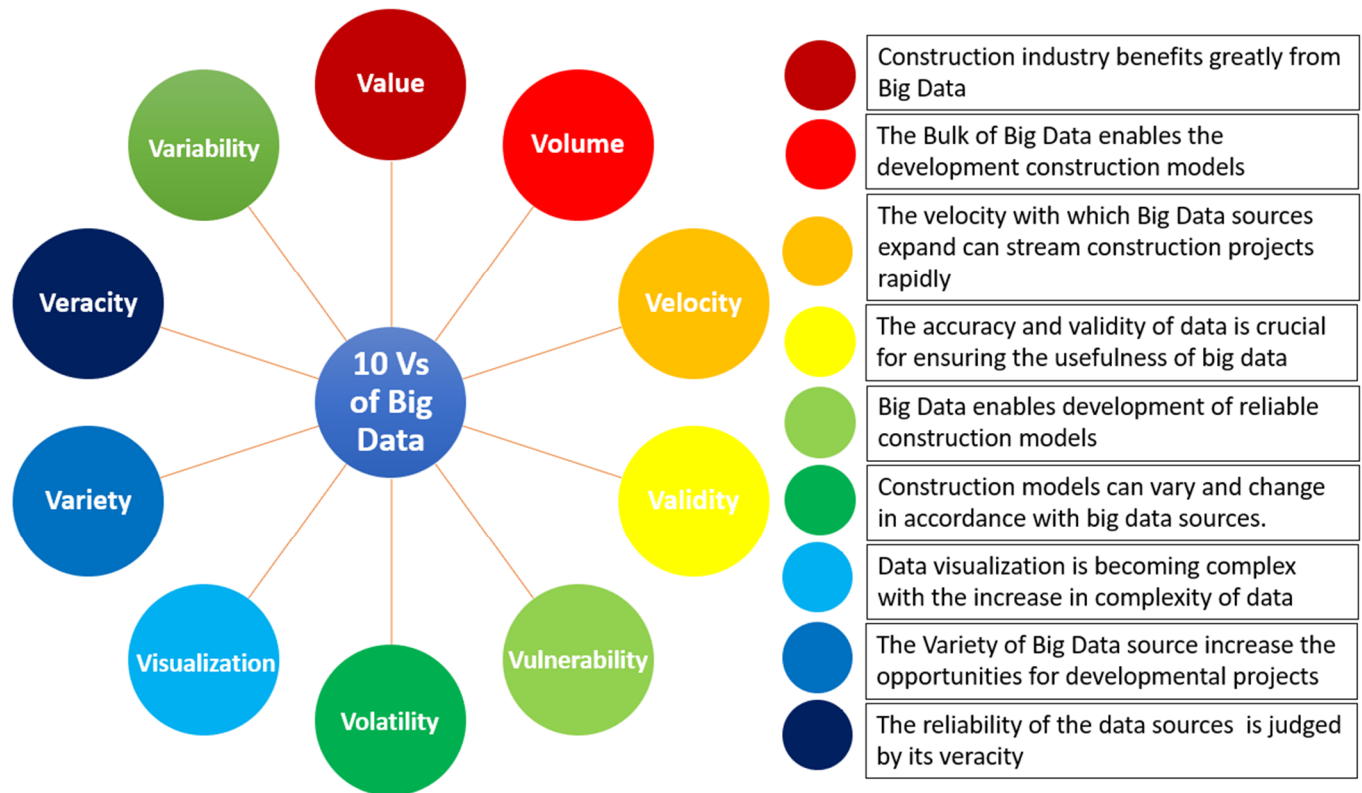 Value
Volume
Velocity
Validity
Vulnerability
Volatility
Visualization
Variety
Veracity
Variability
10 Vs
of Big
Data
Construction industry benefits greatly from
Big Data
The Bulk of Big Data enables the
development construction models
The velocity with which Big Data sources
expand can stream construction projects
rapidly
The accuracy and validity of data is crucial
for ensuring the usefulness of big data
Big Data enables development of reliable
construction models
Construction models can vary and change
in accordance with big data sources.
Data visualization is becoming complex
with the increase in complexity of data
The Variety of Big Data source increase the
opportunities for developmental projects
The reliability of the data sources is judged
by its veracity